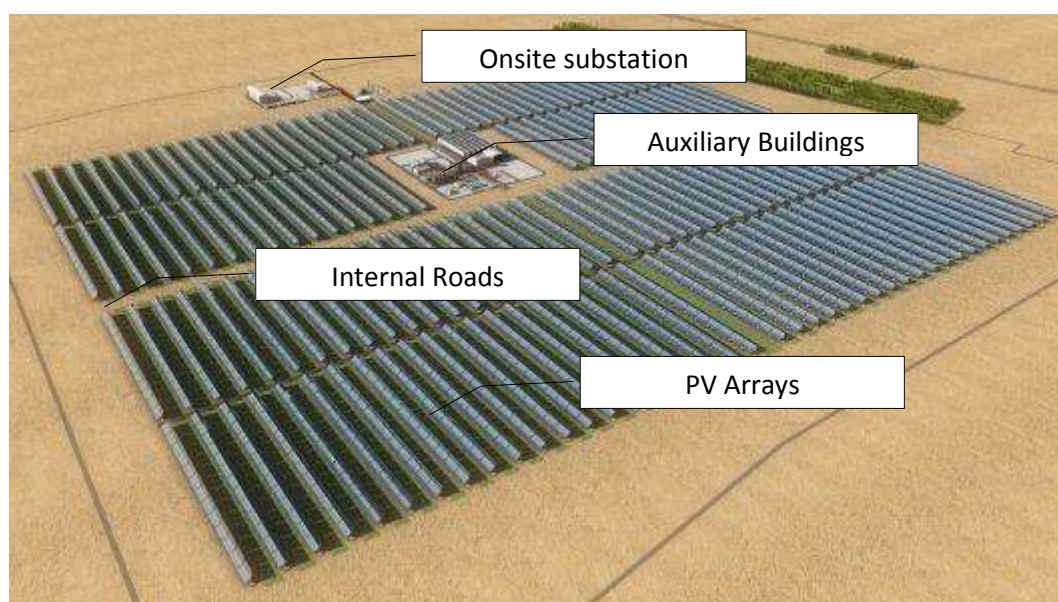 Onsite substation
Auxiliary Buildings
Internal Roads
PV Arrays